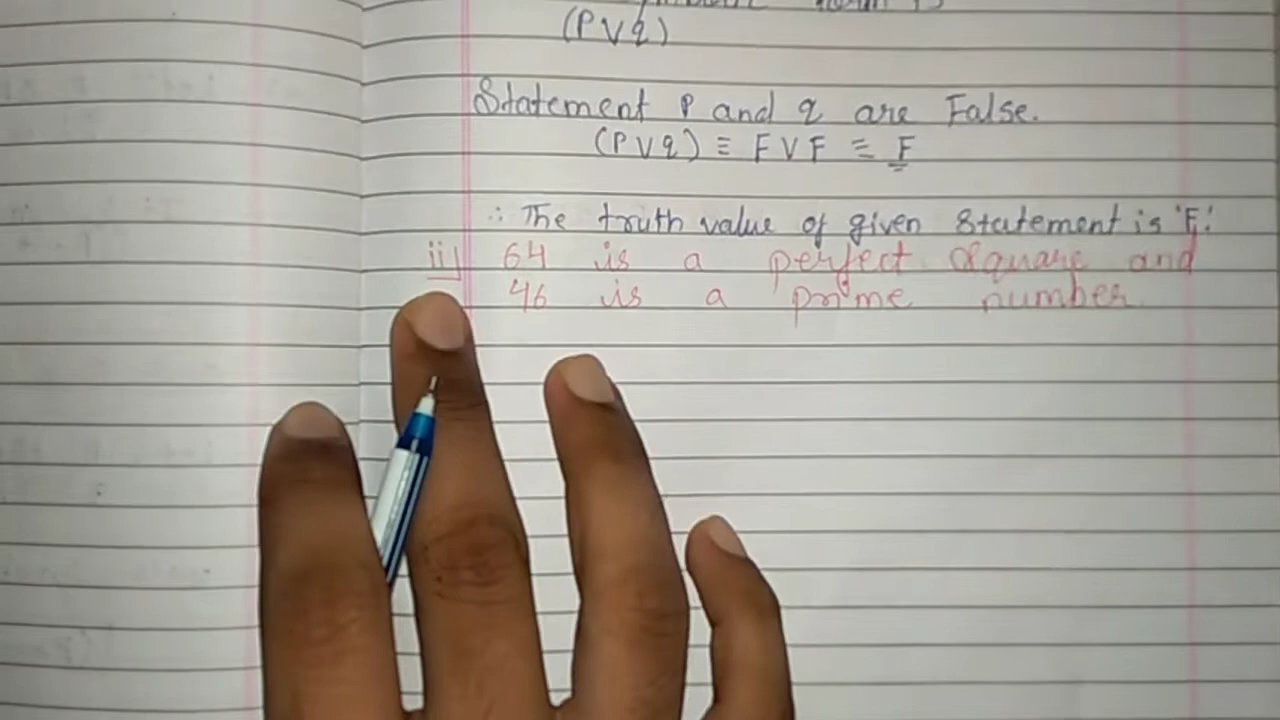 (P∨q)
Statement P and q are False.
(P∨q) ≡ F∨F ≡ F
∴ The truth value of given Statement is 'F'.
ii) 64 is a perfect square and
46 is a prime number